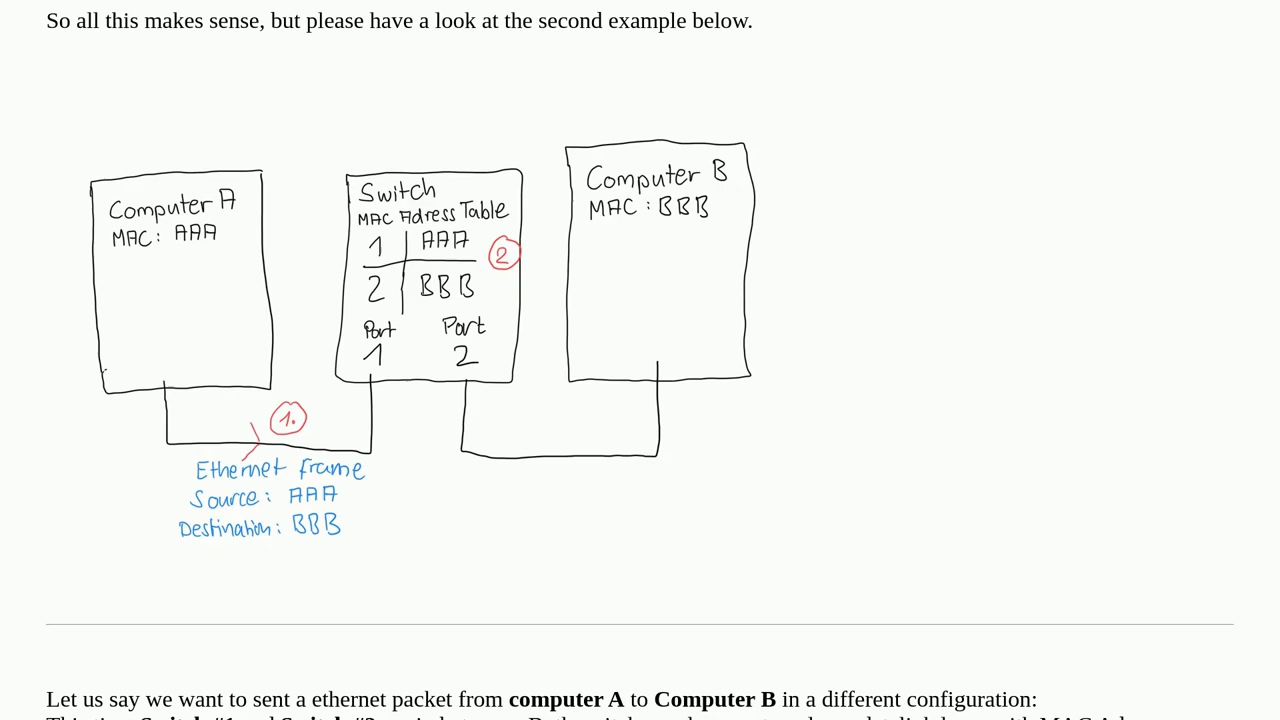 So all this makes sense, but please have a look at the second example below.
Computer A
MAC: AAA
Switch
MAC Adress Table
1 AAA
2 BBB
2
Port Port
1 2
Computer B
MAC: BBB
1.
Ethernet frame
Source: AAA
Destination: BBB
Let us say we want to sent a ethernet packet from computer A to Computer B in a different configuration: